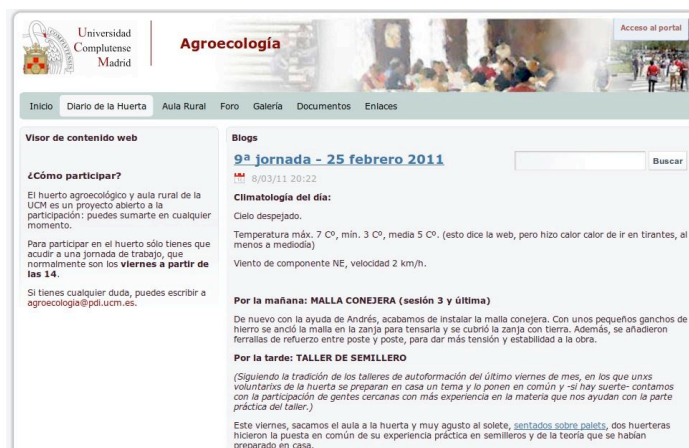 Universidad
Complutense
Madrid
Agroecología
Acceso al portal
Inicio Diario de la Huerta Aula Rural Foro Galería Documentos Enlaces
Visor de contenido web
¿Cómo participar?
El huerto agroecológico y aula rural de la
UCM es un proyecto abierto a la
participación: puedes sumarte en cualquier
momento.
Para participar en el huerto sólo tienes que
acudir a una jornada de trabajo, que
normalmente son los viernes a partir de
las 14.
Si tienes cualquier duda, puedes escribir a
agroecologia@pdi.ucm.es.
Blogs
9ª jornada - 25 febrero 2011
Buscar
8/03/11 20:22
Climatología del día:
Cielo despejado.
Temperatura máx. 7 Cº, mín. 3 Cº, media 5 Cº. (esto dice la web, pero hizo calor calor de ir en tirantes, al
menos a mediodía)
Viento de componente NE, velocidad 2 km/h.
Por la mañana: MALLA CONEJERA (sesión 3 y última)
De nuevo con la ayuda de Andrés, acabamos de instalar la malla conejera. Con unos pequeños ganchos de
hierro se anció la malla en la zanja para tensarla y se cubrió la zanja con tierra. Además, se añadieron
ferrallas de refuerzo entre poste y poste, para dar más tensión y estabilidad a la obra.
Por la tarde: TALLER DE SEMILLERO
(Siguiendo la tradición de los talleres de autoformación del último viernes de mes, en los que unxs
voluntarixs de la huerta se preparan en casa un tema y lo ponen en común y -si hay suerte- contamos
con la participación de gentes cercanas con más experiencia en la materia que nos ayudan con la parte
práctica del taller.)
Este viernes, sacamos el aula a la huerta y muy agusto al solete, sentados sobre palets, dos huerteras
hicieron la puesta en común de su experiencia práctica en semilleros y de la teoría que se habían
preparado en casa.